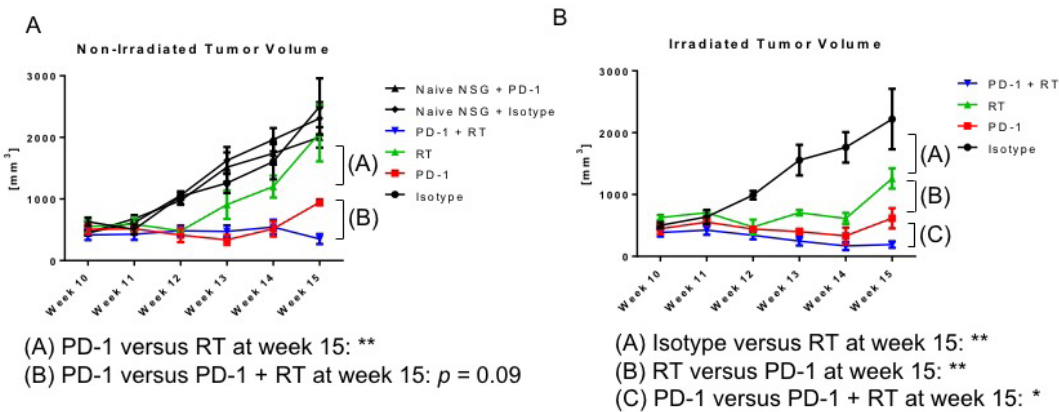 A
Non-Irradiated Tumor Volume
3000
2000
1000
0
[mm³]
Week 10
Week 11
Week 12
Week 13
Week 14
Week 15
Naive NSG + PD-1
Naive NSG + Isotype
PD-1 + RT
RT
PD-1
Isotype
(A)
(B)
(A) PD-1 versus RT at week 15: **
(B) PD-1 versus PD-1 + RT at week 15: p = 0.09
B
Irradiated Tumor Volume
3000
2000
1000
0
[mm³]
Week 10
Week 11
Week 12
Week 13
Week 14
Week 15
PD-1 + RT
RT
PD-1
Isotype
(A)
(B)
(C)
(A) Isotype versus RT at week 15: **
(B) RT versus PD-1 at week 15: **
(C) PD-1 versus PD-1 + RT at week 15: *